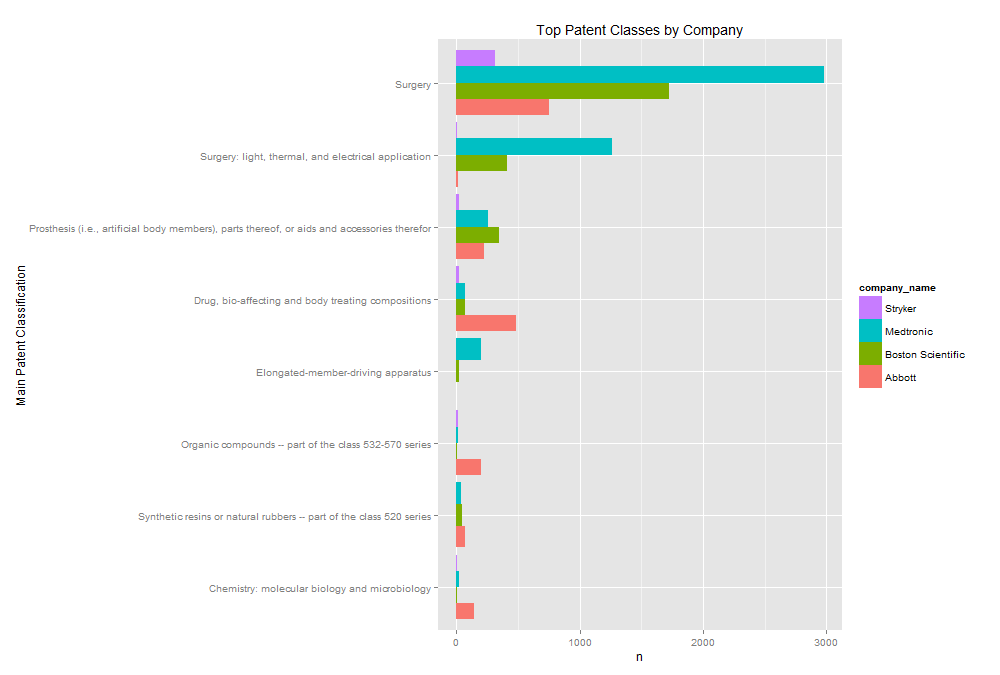 Top Patent Classes by Company
Main Patent Classification
Surgery
Surgery: light, thermal, and electrical application
Prosthesis (i.e., artificial body members), parts thereof, or aids and accessories therefor
Drug, bio-affecting and body treating compositions
Elongated-member-driving apparatus
Organic compounds -- part of the class 532-570 series
Synthetic resins or natural rubbers -- part of the class 520 series
Chemistry: molecular biology and microbiology
0 1000 2000 3000
n
company_name
Stryker
Medtronic
Boston Scientific
Abbott